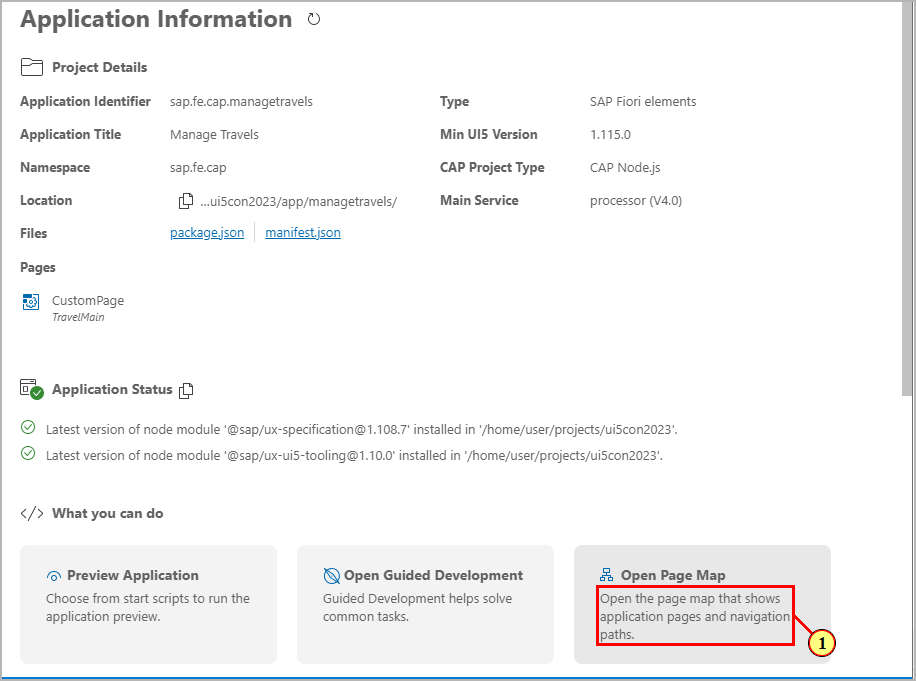 Application Information
Project Details
Application Identifier sap.fe.cap.managetravels Type SAP Fiori elements
Application Title Manage Travels Min UI5 Version 1.115.0
Namespace sap.fe.cap CAP Project Type CAP Node.js
Location ...ui5con2023/app/managetravels/ Main Service processor (V4.0)
Files package.json manifest.json
Pages
CustomPage
TravelMain
Application Status
Latest version of node module '@sap/ux-specification@1.108.7' installed in '/home/user/projects/ui5con2023'.
Latest version of node module '@sap/ux-ui5-tooling@1.10.0' installed in '/home/user/projects/ui5con2023'.
</> What you can do
Preview Application
Choose from start scripts to run the
application preview.
Open Guided Development
Guided Development helps solve
common tasks.
Open Page Map
Open the page map that shows
application pages and navigation
paths.
1